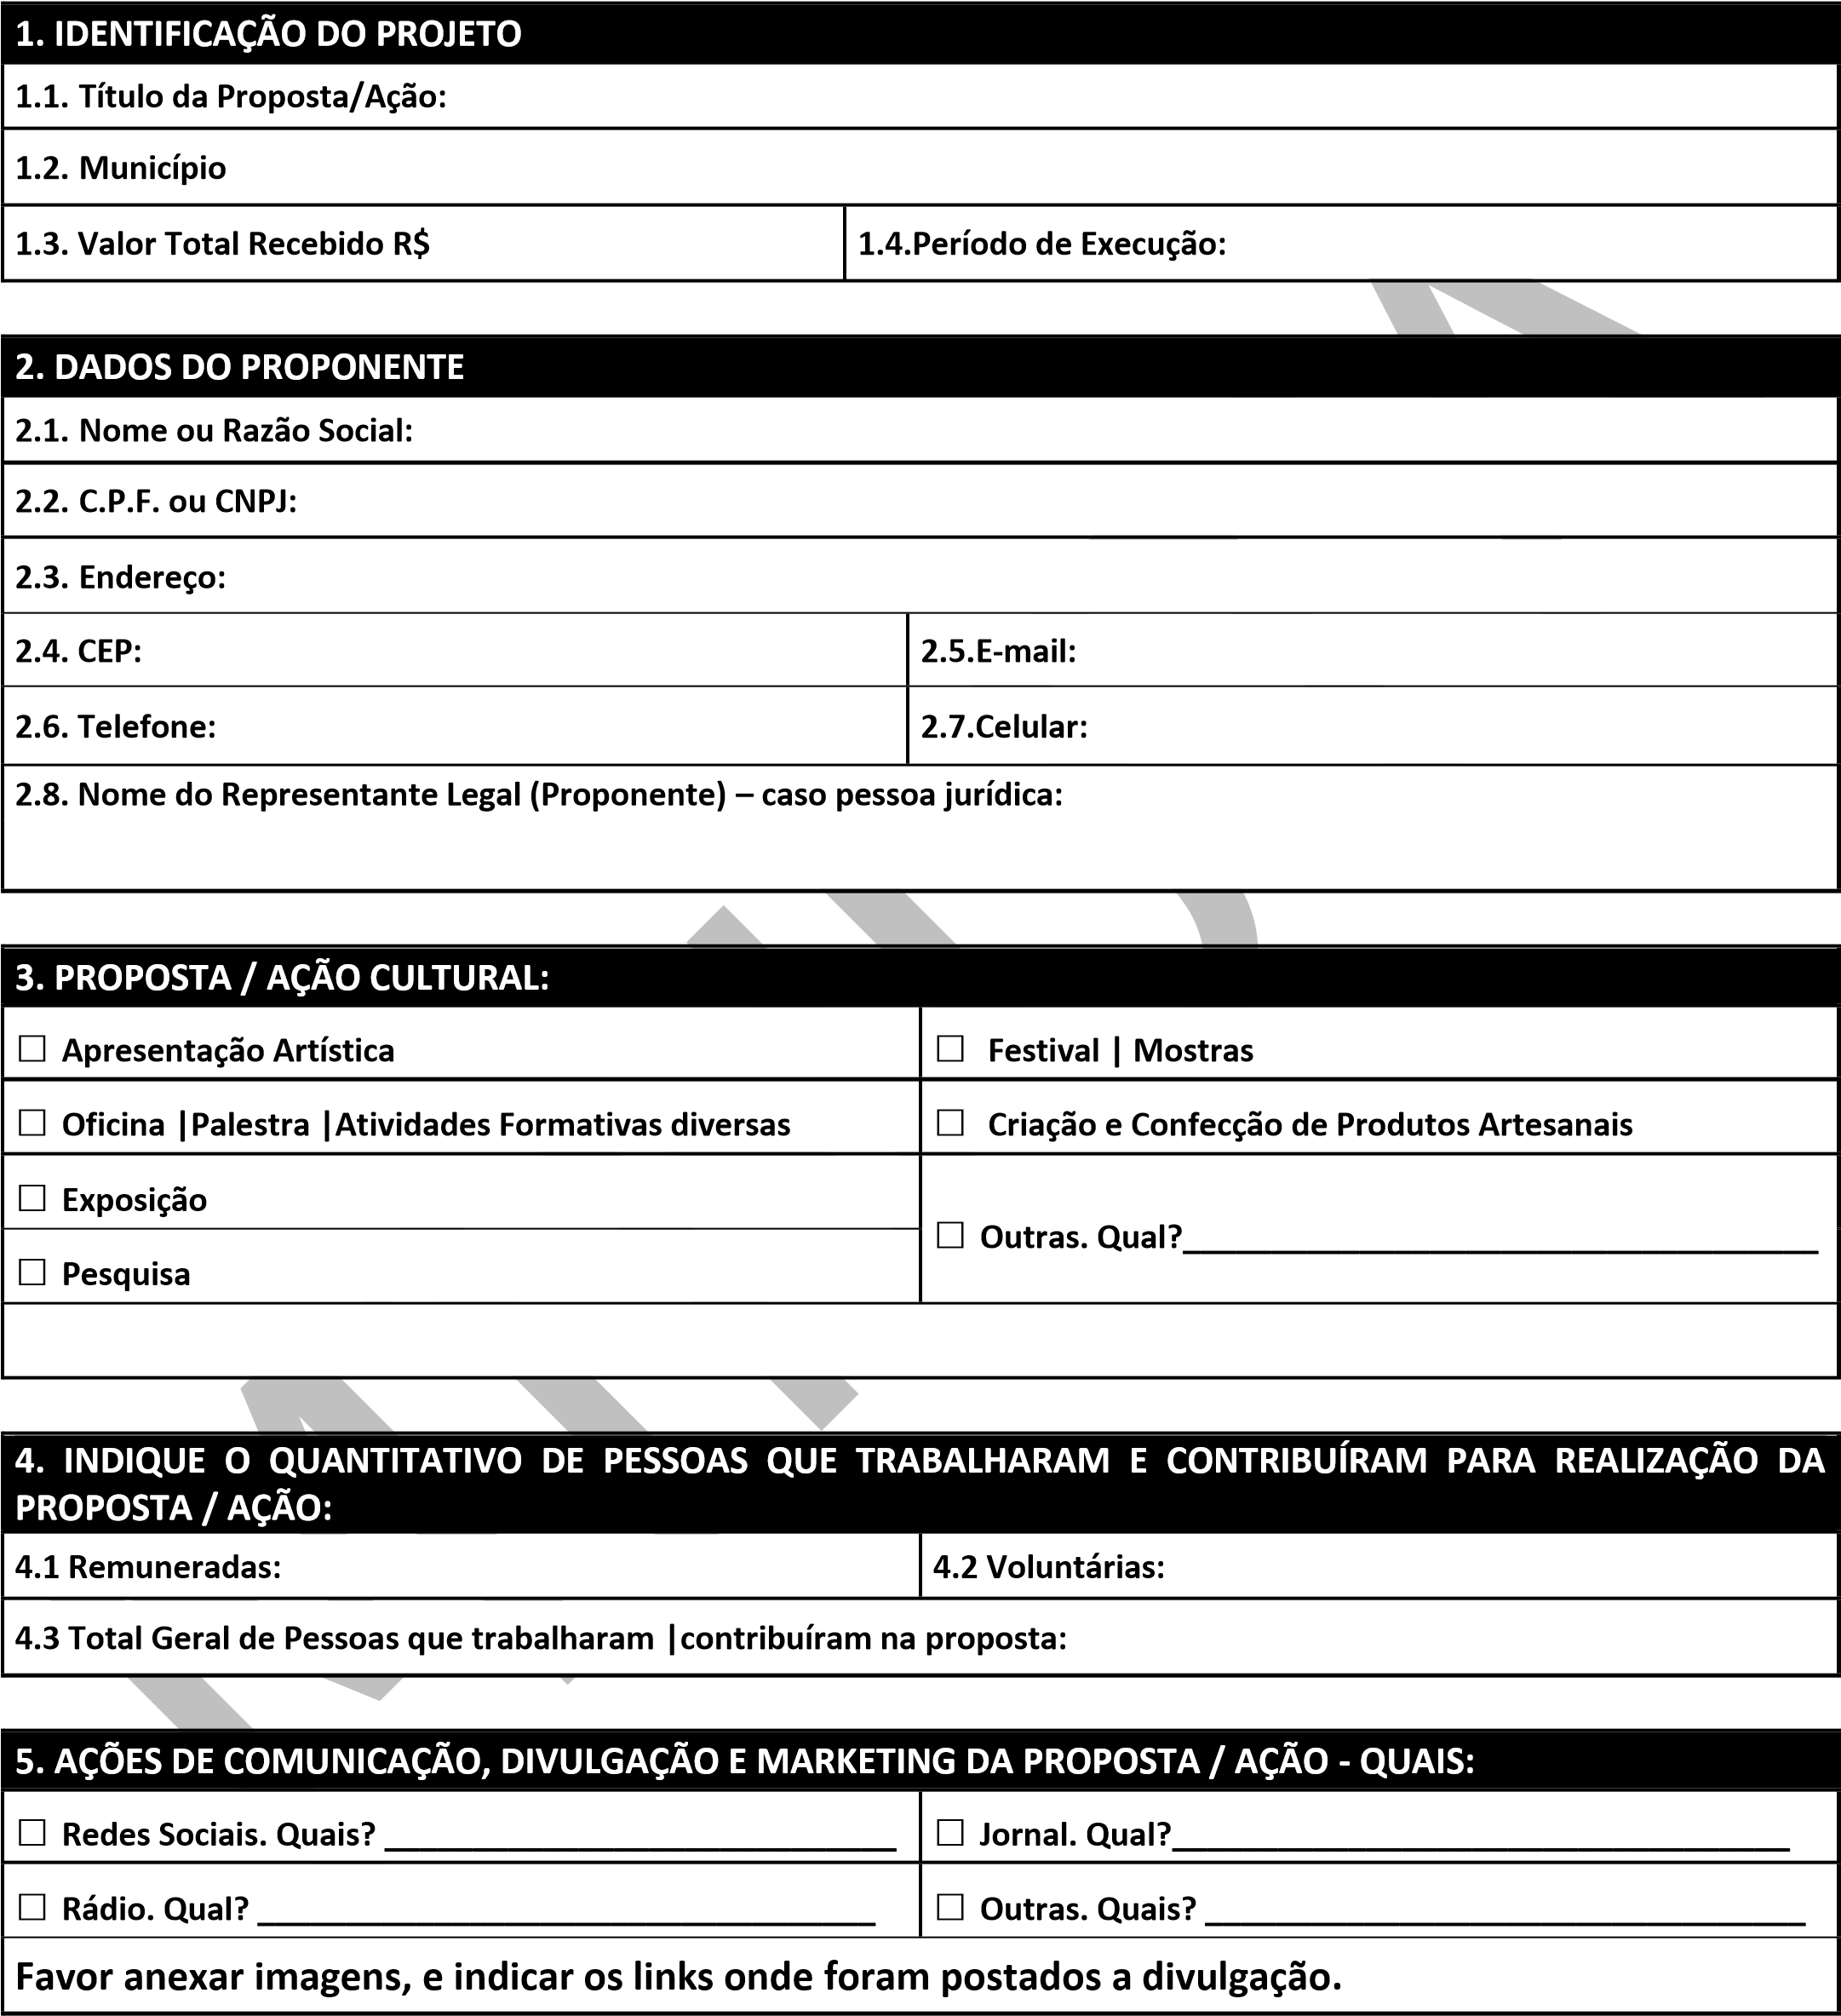 1. IDENTIFICAÇÃO DO PROJETO
1.1. Título da Proposta/Ação:
1.2. Município
1.3. Valor Total Recebido R$
1.4.Período de Execução:
2. DADOS DO PROPONENTE
2.1. Nome ou Razão Social:
2.2. C.P.F. ou CNPJ:
2.3. Endereço:
2.4. CEP:
2.5.E-mail:
2.6. Telefone:
2.7.Celular:
2.8. Nome do Representante Legal (Proponente) – caso pessoa jurídica:
3. PROPOSTA / AÇÃO CULTURAL:
☐ Apresentação Artística
☐ Festival | Mostras
☐ Oficina |Palestra |Atividades Formativas diversas
☐ Criação e Confecção de Produtos Artesanais
☐ Exposição
☐ Outras. Qual?____________________________________
☐ Pesquisa
4. INDIQUE O QUANTITATIVO DE PESSOAS QUE TRABALHARAM E CONTRIBUÍRAM PARA REALIZAÇÃO DA
PROPOSTA / AÇÃO:
4.1 Remuneradas:
4.2 Voluntárias:
4.3 Total Geral de Pessoas que trabalharam |contribuíram na proposta:
5. AÇÕES DE COMUNICAÇÃO, DIVULGAÇÃO E MARKETING DA PROPOSTA / AÇÃO - QUAIS:
☐ Redes Sociais. Quais? _____________________________
☐ Jornal. Qual?___________________________________
☐ Rádio. Qual? ___________________________________
☐ Outras. Quais? __________________________________
Favor anexar imagens, e indicar os links onde foram postados a divulgação.